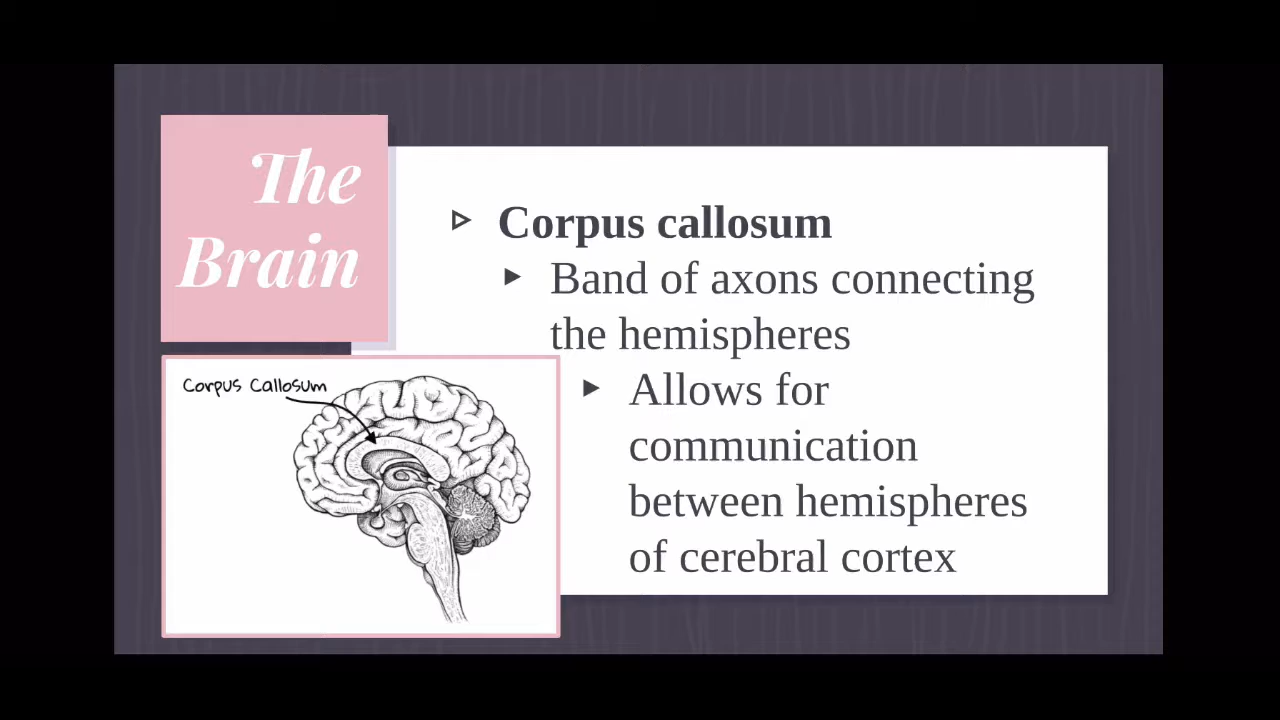 The
Brain
Corpus callosum
Band of axons connecting
the hemispheres
Allows for
communication
between hemispheres
of cerebral cortex
Corpus Callosum